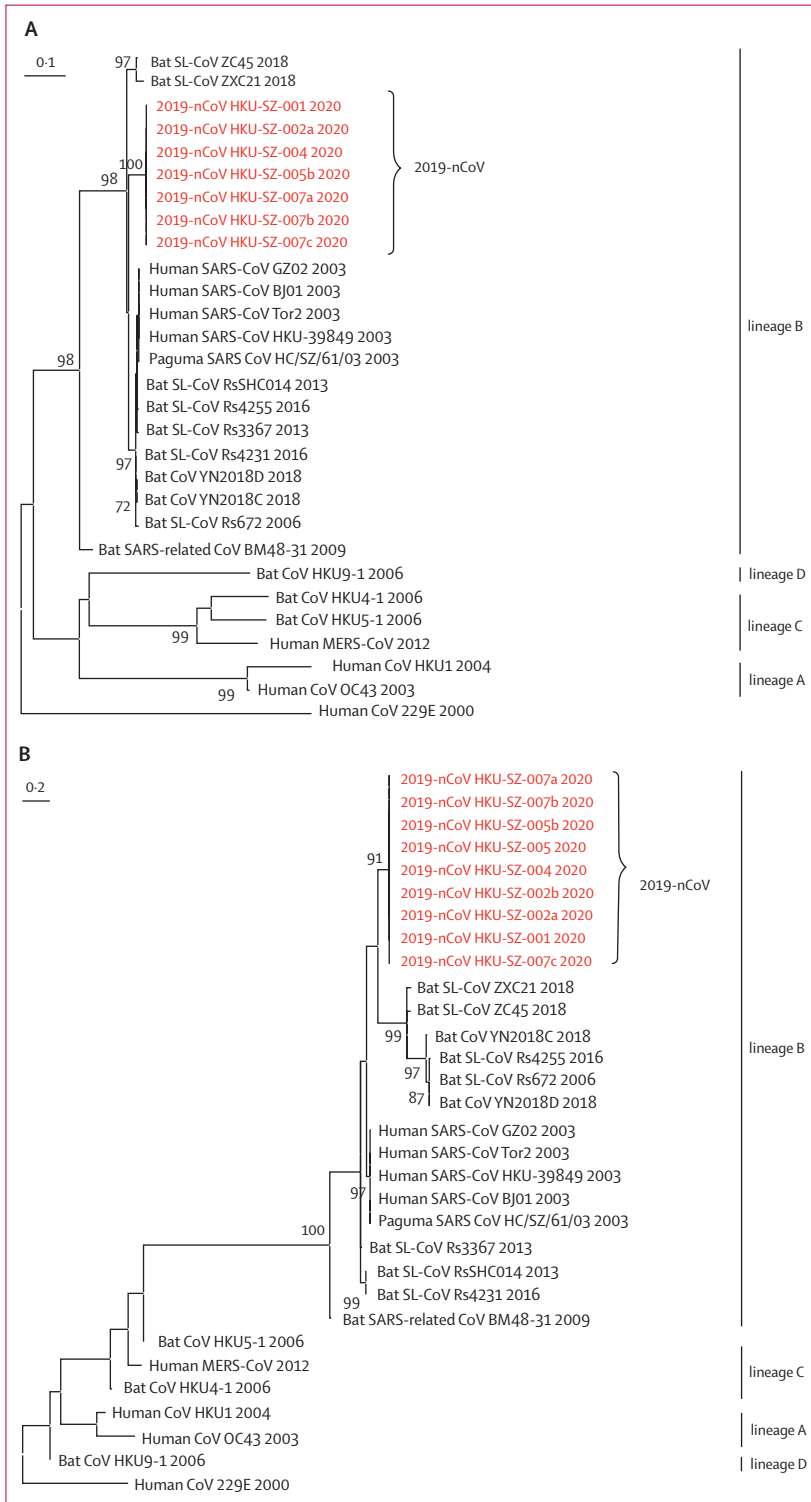 A
0·1
97
Bat SL-CoV ZC45 2018
Bat SL-CoV ZXC21 2018
2019-nCoV HKU-SZ-001 2020
2019-nCoV HKU-SZ-002a 2020
2019-nCoV HKU-SZ-004 2020
100
2019-nCoV HKU-SZ-005b 2020
98
2019-nCoV
2019-nCoV HKU-SZ-007a 2020
2019-nCoV HKU-SZ-007b 2020
2019-nCoV HKU-SZ-007c 2020
Human SARS-CoV GZ02 2003
Human SARS-CoV BJ01 2003
Human SARS-CoV Tor2 2003
lineage B
Human SARS-CoV HKU-39849 2003
98
Paguma SARS CoV HC/SZ/61/03 2003
Bat SL-CoV RsSHC014 2013
Bat SL-CoV Rs4255 2016
Bat SL-CoV Rs3367 2013
Bat SL-CoV Rs4231 2016
97
Bat CoV YN2018D 2018
Bat CoV YN2018C 2018
72
Bat SL-CoV Rs672 2006
Bat SARS-related CoV BM48-31 2009
Bat CoV HKU9-1 2006
lineage D
Bat CoV HKU4-1 2006
Bat CoV HKU5-1 2006
lineage C
99
Human MERS-CoV 2012
Human CoV HKU1 2004
lineage A
99
Human CoV OC43 2003
Human CoV 229E 2000
B
0·2
2019-nCoV HKU-SZ-007a 2020
2019-nCoV HKU-SZ-007b 2020
2019-nCoV HKU-SZ-005b 2020
2019-nCoV HKU-SZ-005 2020
91
2019-nCoV HKU-SZ-004 2020
2019-nCoV
2019-nCoV HKU-SZ-002b 2020
2019-nCoV HKU-SZ-002a 2020
2019-nCoV HKU-SZ-001 2020
2019-nCoV HKU-SZ-007c 2020
Bat SL-CoV ZXC21 2018
Bat SL-CoV ZC45 2018
99
Bat CoV YN2018C 2018
lineage B
Bat SL-CoV Rs4255 2016
97
Bat SL-CoV Rs672 2006
87
Bat CoV YN2018D 2018
Human SARS-CoV GZ02 2003
Human SARS-CoV Tor2 2003
Human SARS-CoV HKU-39849 2003
97
Human SARS-CoV BJ01 2003
Paguma SARS CoV HC/SZ/61/03 2003
100
Bat SL-CoV Rs3367 2013
Bat SL-CoV RsSHC014 2013
Bat SL-CoV Rs4231 2016
99
Bat SARS-related CoV BM48-31 2009
Bat CoV HKU5-1 2006
Human MERS-CoV 2012
lineage C
Bat CoV HKU4-1 2006
Human CoV HKU1 2004
lineage A
Human CoV OC43 2003
Bat CoV HKU9-1 2006
lineage D
Human CoV 229E 2000